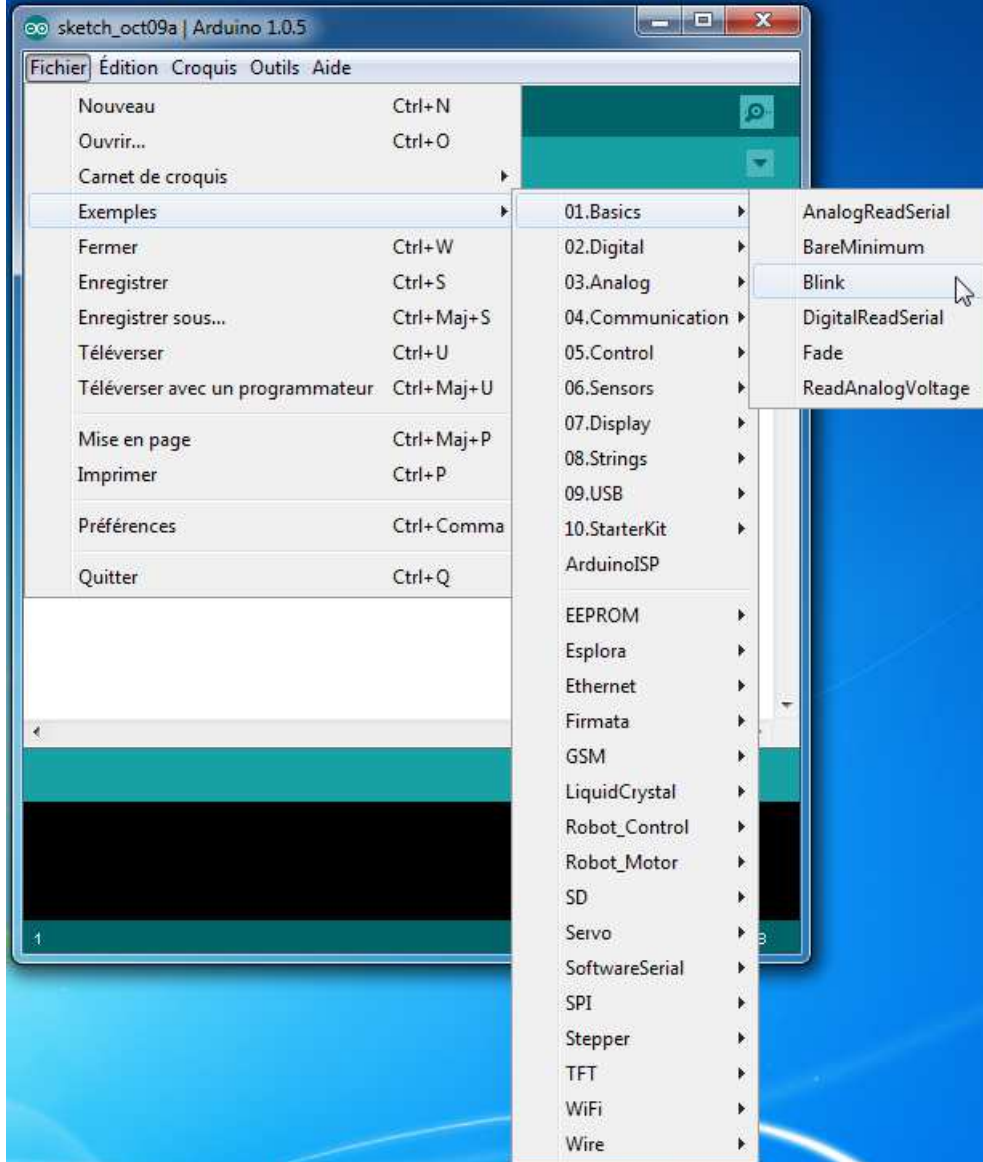 sketch_oct09a | Arduino 1.0.5
Fichier Édition Croquis Outils Aide
Nouveau Ctrl+N
Ouvrir... Ctrl+O
Carnet de croquis
Exemples
Fermer Ctrl+W
Enregistrer Ctrl+S
Enregistrer sous... Ctrl+Maj+S
Téléverser Ctrl+U
Téléverser avec un programmateur Ctrl+Maj+U
Mise en page Ctrl+Maj+P
Imprimer Ctrl+P
Préférences Ctrl+Comma
Quitter Ctrl+Q
01.Basics
02.Digital
03.Analog
04.Communication
05.Control
06.Sensors
07.Display
08.Strings
09.USB
10.StarterKit
ArduinoISP
EEPROM
Esplora
Ethernet
Firmata
GSM
LiquidCrystal
Robot_Control
Robot_Motor
SD
Servo
SoftwareSerial
SPI
Stepper
TFT
WiFi
Wire
AnalogReadSerial
BareMinimum
Blink
DigitalReadSerial
Fade
ReadAnalogVoltage
1